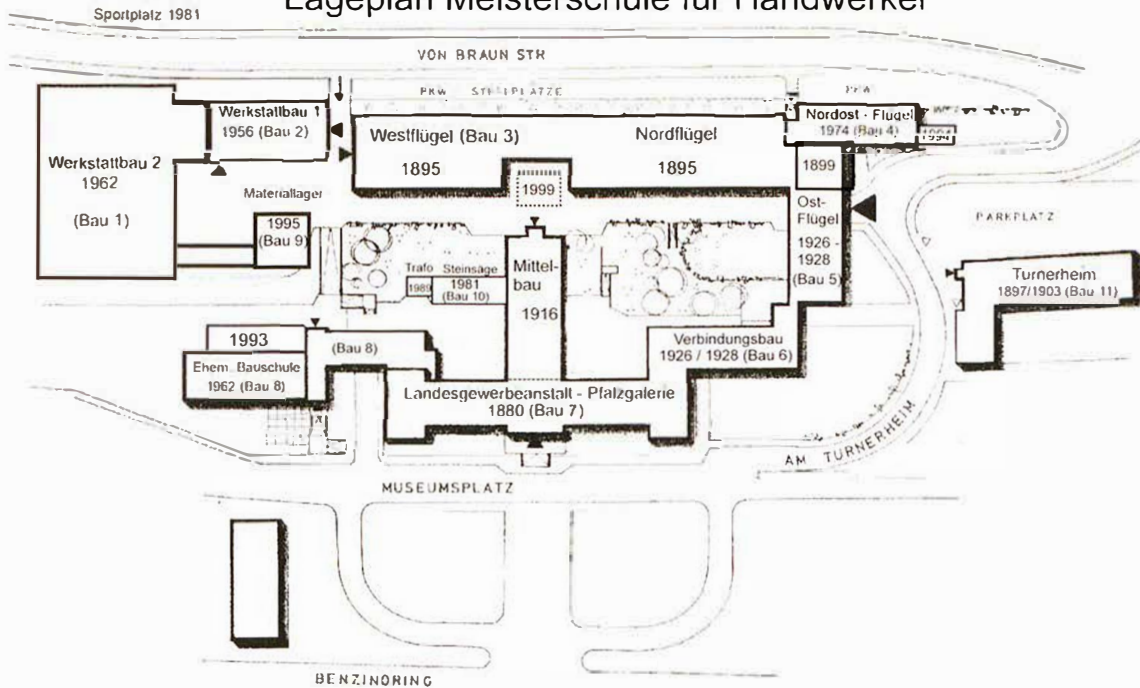 Lageplan Meisterschule für Handwerker
Sportplatz 1981
VON BRAUN STR
PKW STELLPLÄTZE
PKW
Werkstattbau 1
1956 (Bau 2)
Westflügel (Bau 3)
1895
Nordflügel
1895
Nordost - Flügel
1974 (Bau 4)
1994
Werkstattbau 2
1962
(Bau 1)
1899
1999
Materiallager
1995
(Bau 9)
Ost-
Flügel
1926 -
1928
(Bau 5)
PARKPLATZ
Trafo
1989
Steinsäge
1981
(Bau 10)
Mittel-
bau
1916
Turnerheim
1897/1903 (Bau 11)
1993
(Bau 8)
Verbindungsbau
1926 / 1928 (Bau 6)
Ehem. Bauschule
1962 (Bau 8)
Landesgewerbeanstalt - Pfalzgalerie
1880 (Bau 7)
AM TURNERHEIM
MUSEUMSPLATZ
BENZINORING